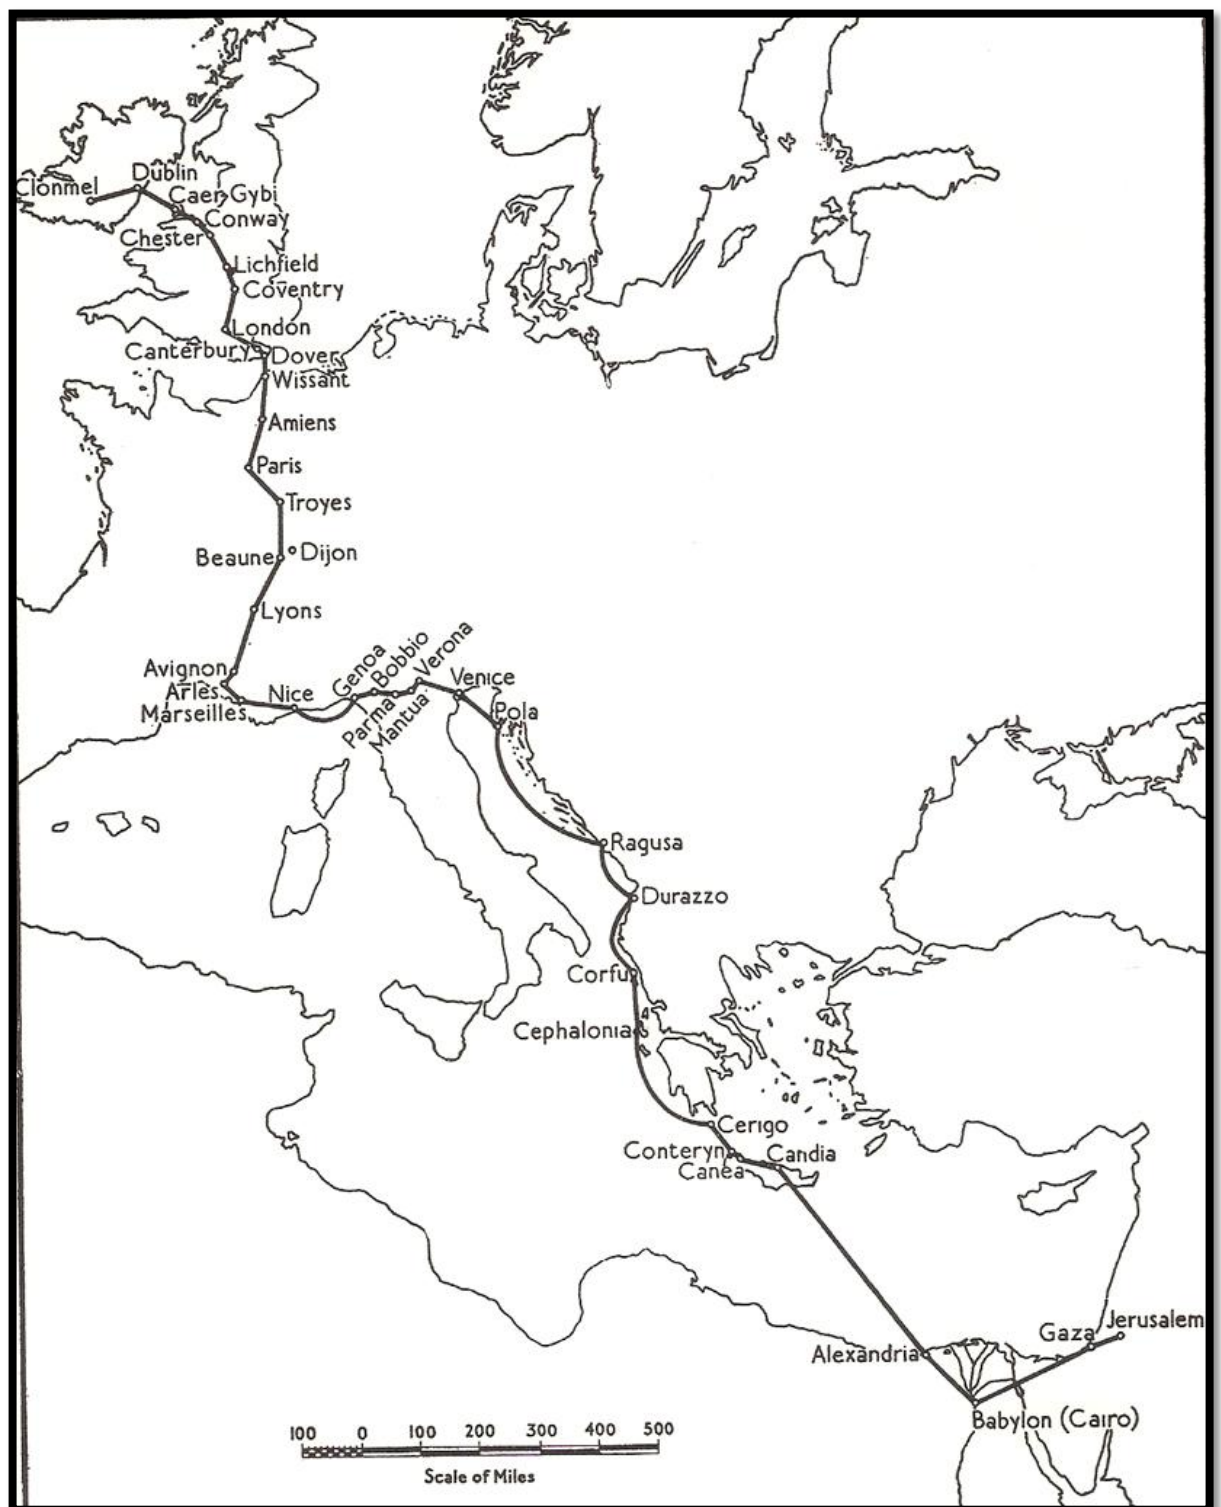 Clonmel
Dublin
Caer Gybi
Conway
Chester
Lichfield
Coventry
London
Canterbury
Dover
Wissant
Amiens
Paris
Troyes
Dijon
Beaune
Lyons
Avignon
Arles
Marseilles
Nice
Genoa
Bobbio
Verona
Parma
Mantua
Venice
Pola
Ragusa
Durazzo
Corfu
Cephalonia
Cerigo
Conteryn
Canea
Candia
Alexandria
Gaza
Jerusalem
Babylon (Cairo)
100 0 100 200 300 400 500
Scale of Miles